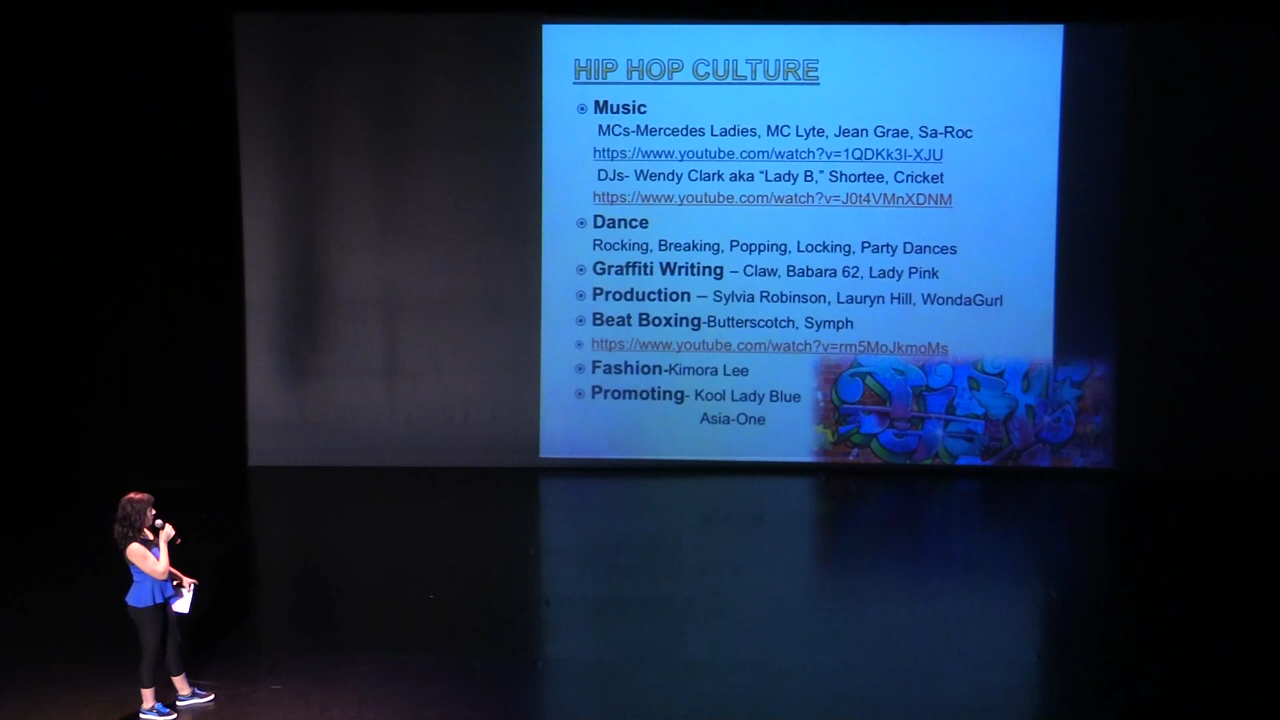 HIP HOP CULTURE
Music
MCs-Mercedes Ladies, MC Lyte, Jean Grae, Sa-Roc
https://www.youtube.com/watch?v=1QDKk3I-XJU
DJs- Wendy Clark aka “Lady B,” Shortee, Cricket
https://www.youtube.com/watch?v=J0t4VMnXDNM
Dance
Rocking, Breaking, Popping, Locking, Party Dances
Graffiti Writing – Claw, Babara 62, Lady Pink
Production – Sylvia Robinson, Lauryn Hill, WondaGurl
Beat Boxing-Butterscotch, Symph
https://www.youtube.com/watch?v=rm5MoJkmoMs
Fashion-Kimora Lee
Promoting- Kool Lady Blue
Asia-One